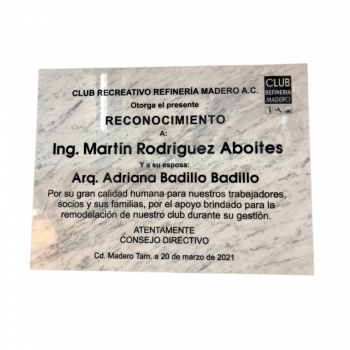 CLUB RECREATIVO REFINERÍA MADERO A.C.
Otorga el presente
RECONOCIMIENTO
A:
Ing. Martín Rodríguez Aboites
Y a su esposa:
Arq. Adriana Badillo Badillo
Por su gran calidad humana para nuestros trabajadores,
socios y sus familias, por el apoyo brindado para la
remodelación de nuestro club durante su gestión.
ATENTAMENTE
CONSEJO DIRECTIVO
Cd. Madero Tam. a 20 de marzo de 2021
CLUB
REFINERIA
MADERO